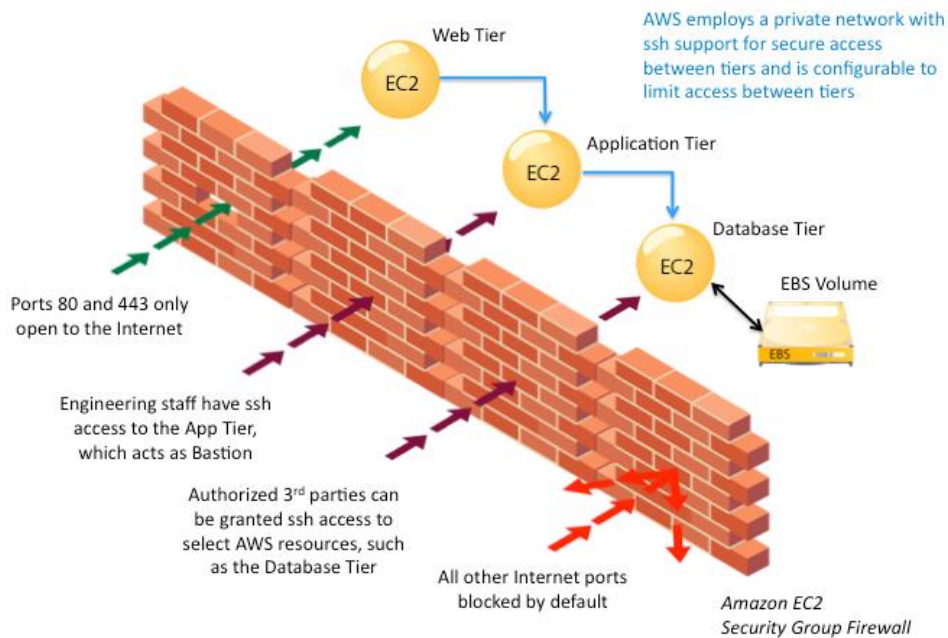 Web Tier
EC2
AWS employs a private network with
ssh support for secure access
between tiers and is configurable to
limit access between tiers
Application Tier
EC2
Database Tier
EC2
EBS Volume
EBS
Ports 80 and 443 only
open to the Internet
Engineering staff have ssh
access to the App Tier,
which acts as Bastion
Authorized 3rd parties can
be granted ssh access to
select AWS resources, such
as the Database Tier
All other Internet ports
blocked by default
Amazon EC2
Security Group Firewall